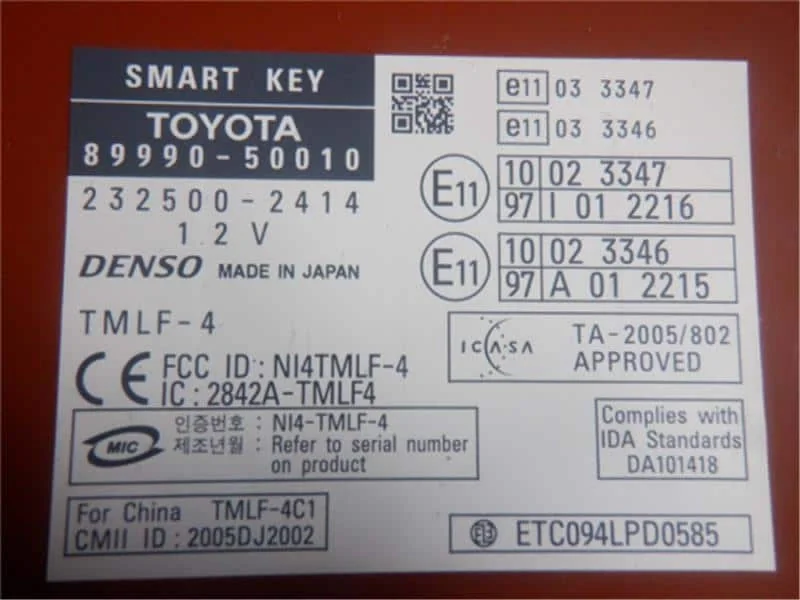 SMART KEY
TOYOTA
89990-50010
232500-2414
12V
DENSO MADE IN JAPAN
TMLF-4
e11 03 3347
e11 03 3346
E11 10 02 3347
97 I 01 2216
E11 10 02 3346
97 A 01 2215
ICASA TA-2005/802
APPROVED
CE FCC ID : NI4TMLF-4
IC : 2842A-TMLF4
MIC 인증번호 : NI4-TMLF-4
제조년월 : Refer to serial number
on product
Complies with
IDA Standards
DA101418
For China TMLF-4C1
CMII ID : 2005DJ2002
ETC094LPD0585